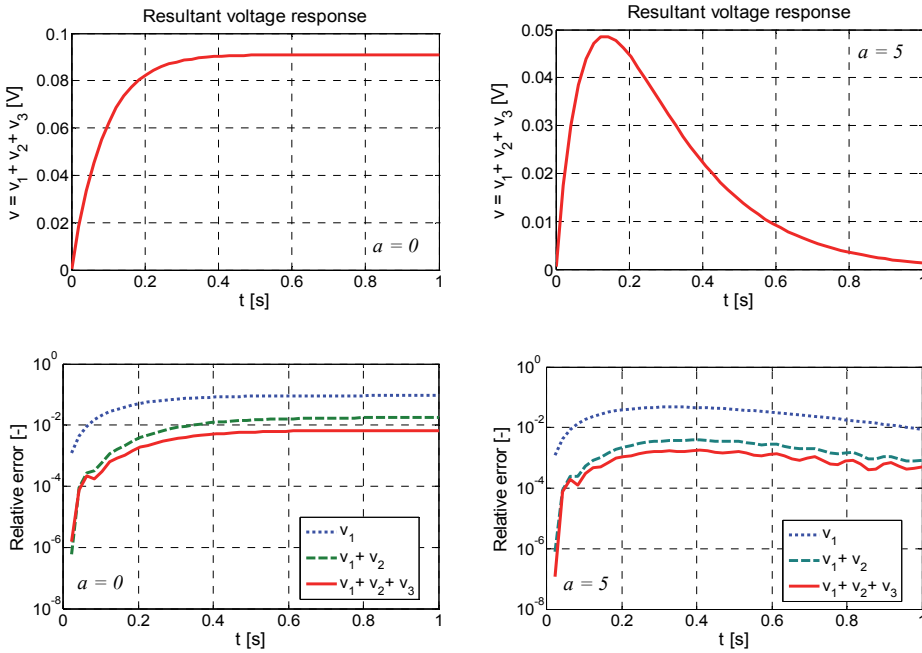 Resultant voltage response
v = v1 + v2 + v3 [V]
0.1
0.08
0.06
0.04
0.02
0
a = 0
0 0.2 0.4 0.6 0.8 1
t [s]
Resultant voltage response
v = v1 + v2 + v3 [V]
0.05
0.04
0.03
0.02
0.01
0
a = 5
0 0.2 0.4 0.6 0.8 1
t [s]
Relative error [-]
10^0
10^-2
10^-4
10^-6
10^-8
v1
v1 + v2
v1 + v2 + v3
a = 0
0 0.2 0.4 0.6 0.8 1
t [s]
Relative error [-]
10^0
10^-2
10^-4
10^-6
10^-8
v1
v1 + v2
v1 + v2 + v3
a = 5
0 0.2 0.4 0.6 0.8 1
t [s]